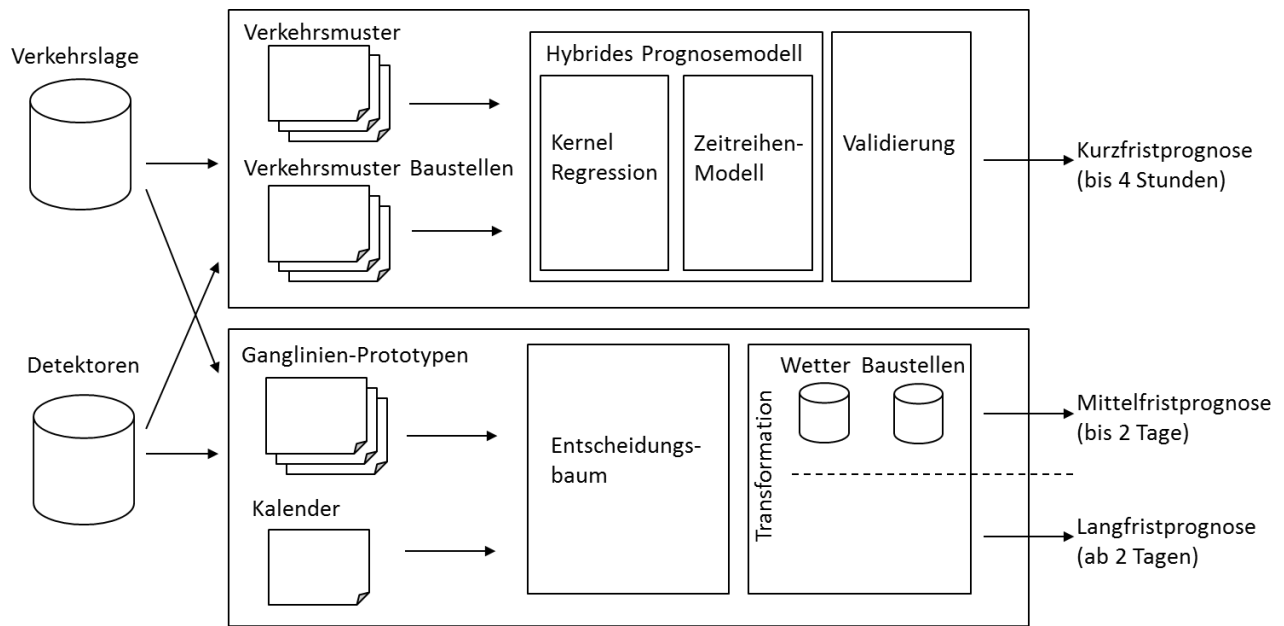 Verkehrslage
Detektoren
Verkehrsmuster
Verkehrsmuster Baustellen
Hybrides Prognosemodell
Kernel
Regression
Zeitreihen-
Modell
Validierung
Kurzfristprognose
(bis 4 Stunden)
Ganglinien-Prototypen
Kalender
Entscheidungs-
baum
Transformation
Wetter Baustellen
Mittelfristprognose
(bis 2 Tage)
Langfristprognose
(ab 2 Tagen)